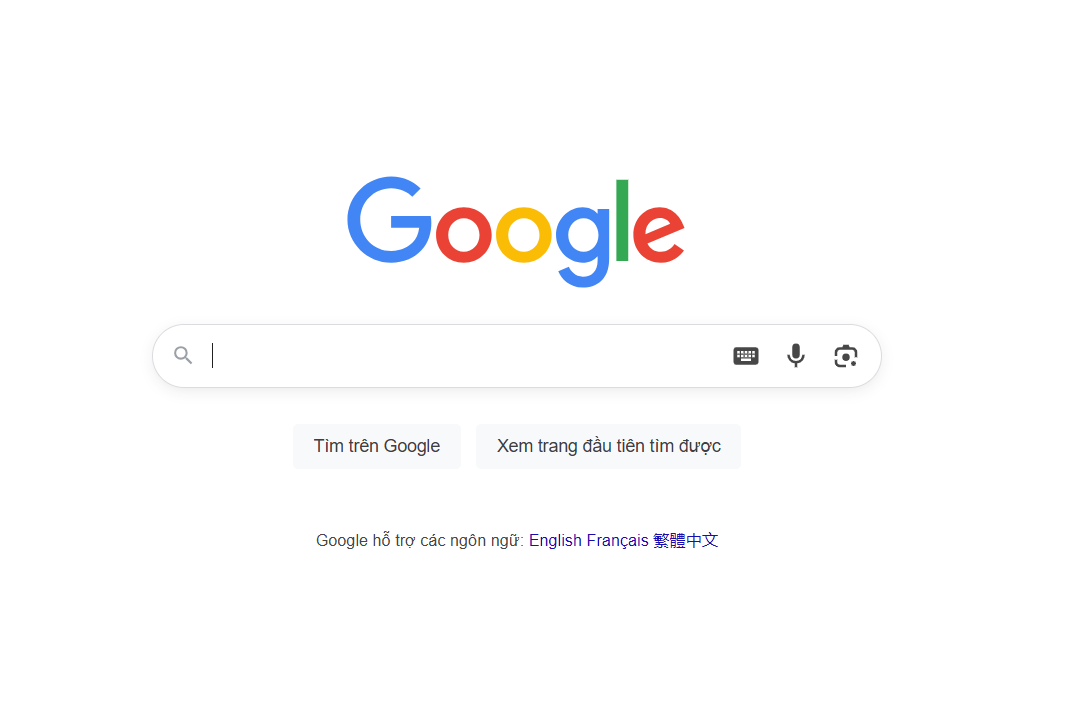 Google
Tìm trên Google
Xem trang đầu tiên tìm được
Google hỗ trợ các ngôn ngữ: English Français 繁體中文